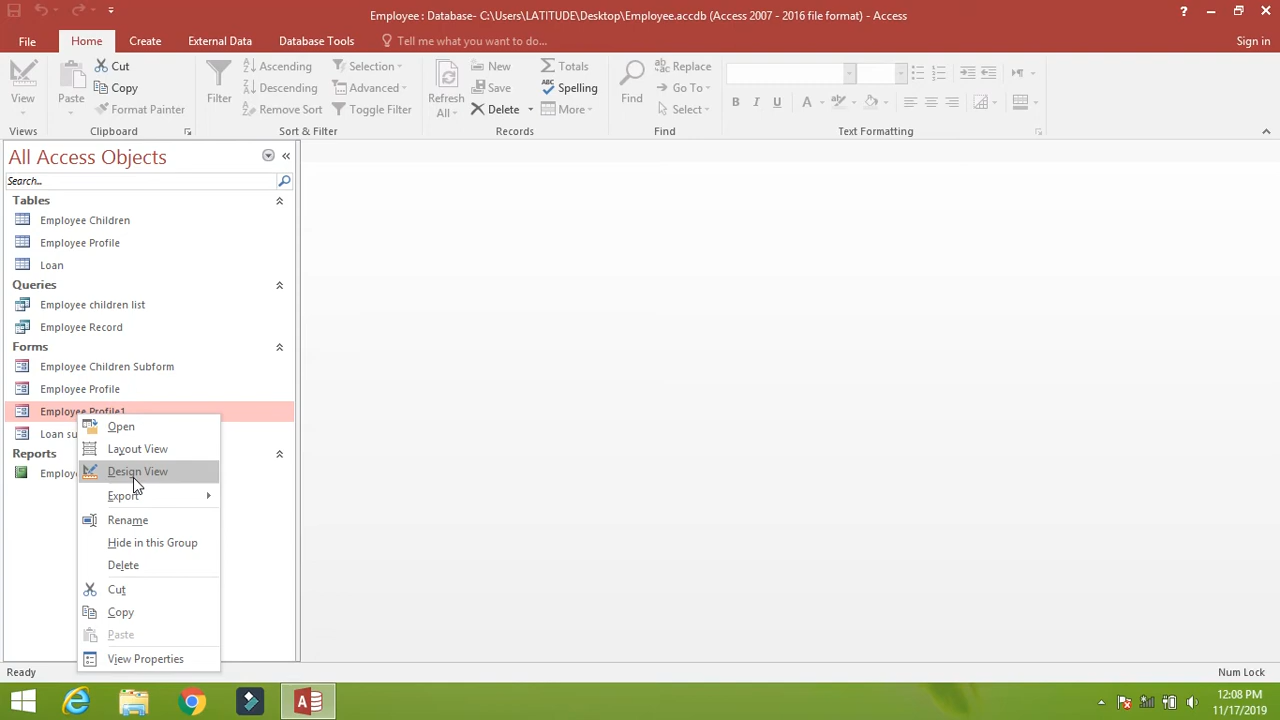 Employee : Database- C:\Users\LATITUDE\Desktop\Employee.accdb (Access 2007 - 2016 file format) - Access
?
File Home Create External Data Database Tools Tell me what you want to do... Sign in
View
Views
Paste
Cut
Copy
Format Painter
Clipboard
Filter
Ascending
Descending
Remove Sort
Selection
Advanced
Toggle Filter
Sort & Filter
Refresh
All
New
Save
Delete
Totals
Spelling
More
Records
Find
Replace
Go To
Select
Find
B I U A
Text Formatting
All Access Objects
Search...
Tables
Employee Children
Employee Profile
Loan
Queries
Employee children list
Employee Record
Forms
Employee Children Subform
Employee Profile
Employee Profile1
Loan su
Reports
Employ
Open
Layout View
Design View
Export
Rename
Hide in this Group
Delete
Cut
Copy
Paste
View Properties
Ready
Num Lock
12:08 PM
11/17/2019